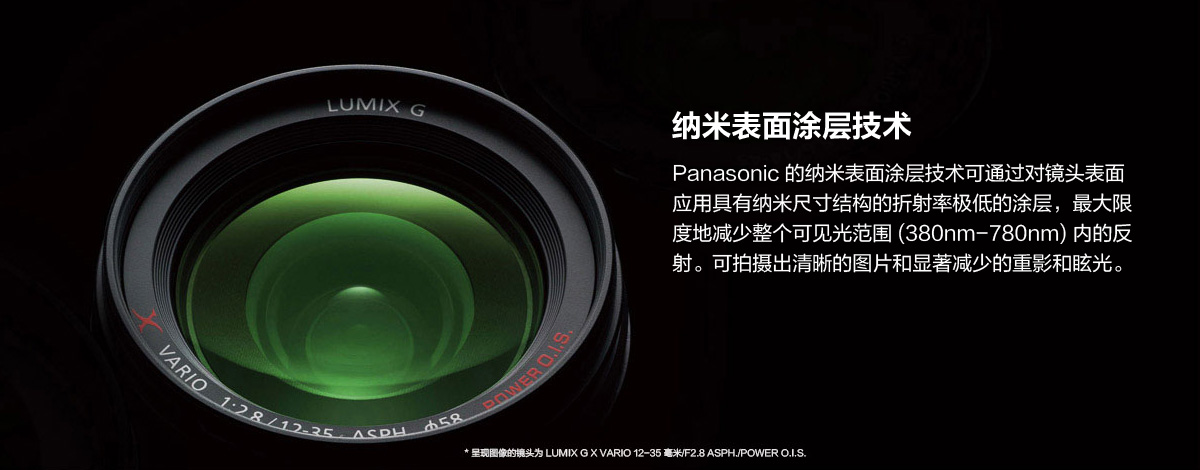 LUMIX G
X VARIO 1:2.8 / 12-35 ASPH. ϕ58 POWER O.I.S.
纳米表面涂层技术
Panasonic 的纳米表面涂层技术可通过对镜头表面
应用具有纳米尺寸结构的折射率极低的涂层，最大限
度地减少整个可见光范围 (380nm-780nm) 内的反
射。可拍摄出清晰的图片和显著减少的重影和眩光。
* 呈现图像的镜头为 LUMIX G X VARIO 12-35 毫米/F2.8 ASPH./POWER O.I.S.